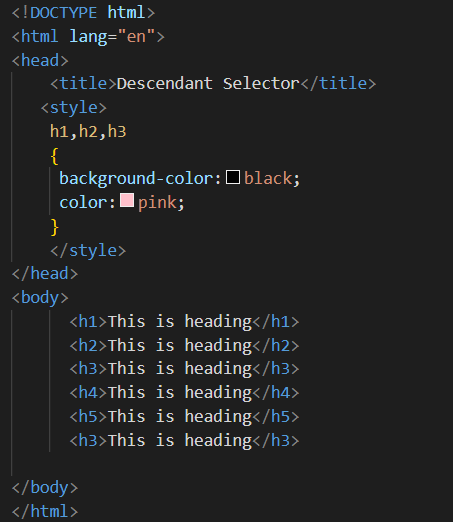 <!DOCTYPE html>
<html lang="en">
<head>
    <title>Descendant Selector</title>
   <style>
    h1,h2,h3
    {
     background-color: black;
     color: pink;
    }
    </style>
</head>
<body>
      <h1>This is heading</h1>
      <h2>This is heading</h2>
      <h3>This is heading</h3>
      <h4>This is heading</h4>
      <h5>This is heading</h5>
      <h3>This is heading</h3>

</body>
</html>